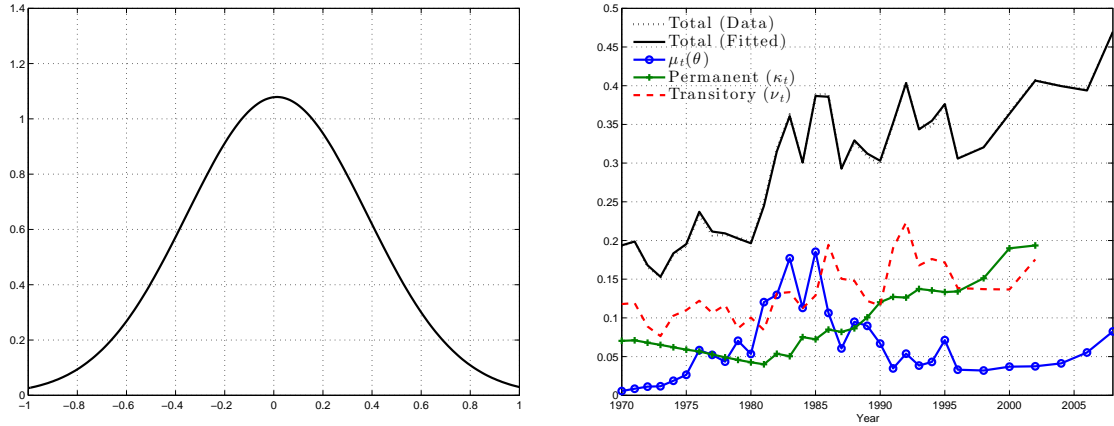 1.4
1.2
1
0.8
0.6
0.4
0.2
0
−1 −0.8 −0.6 −0.4 −0.2 0 0.2 0.4 0.6 0.8 1
0.5
0.45
0.4
0.35
0.3
0.25
0.2
0.15
0.1
0.05
0
Total (Data)
Total (Fitted)
μt(θ)
Permanent (κt)
Transitory (νt)
1970 1975 1980 1985 1990 1995 2000 2005
Year